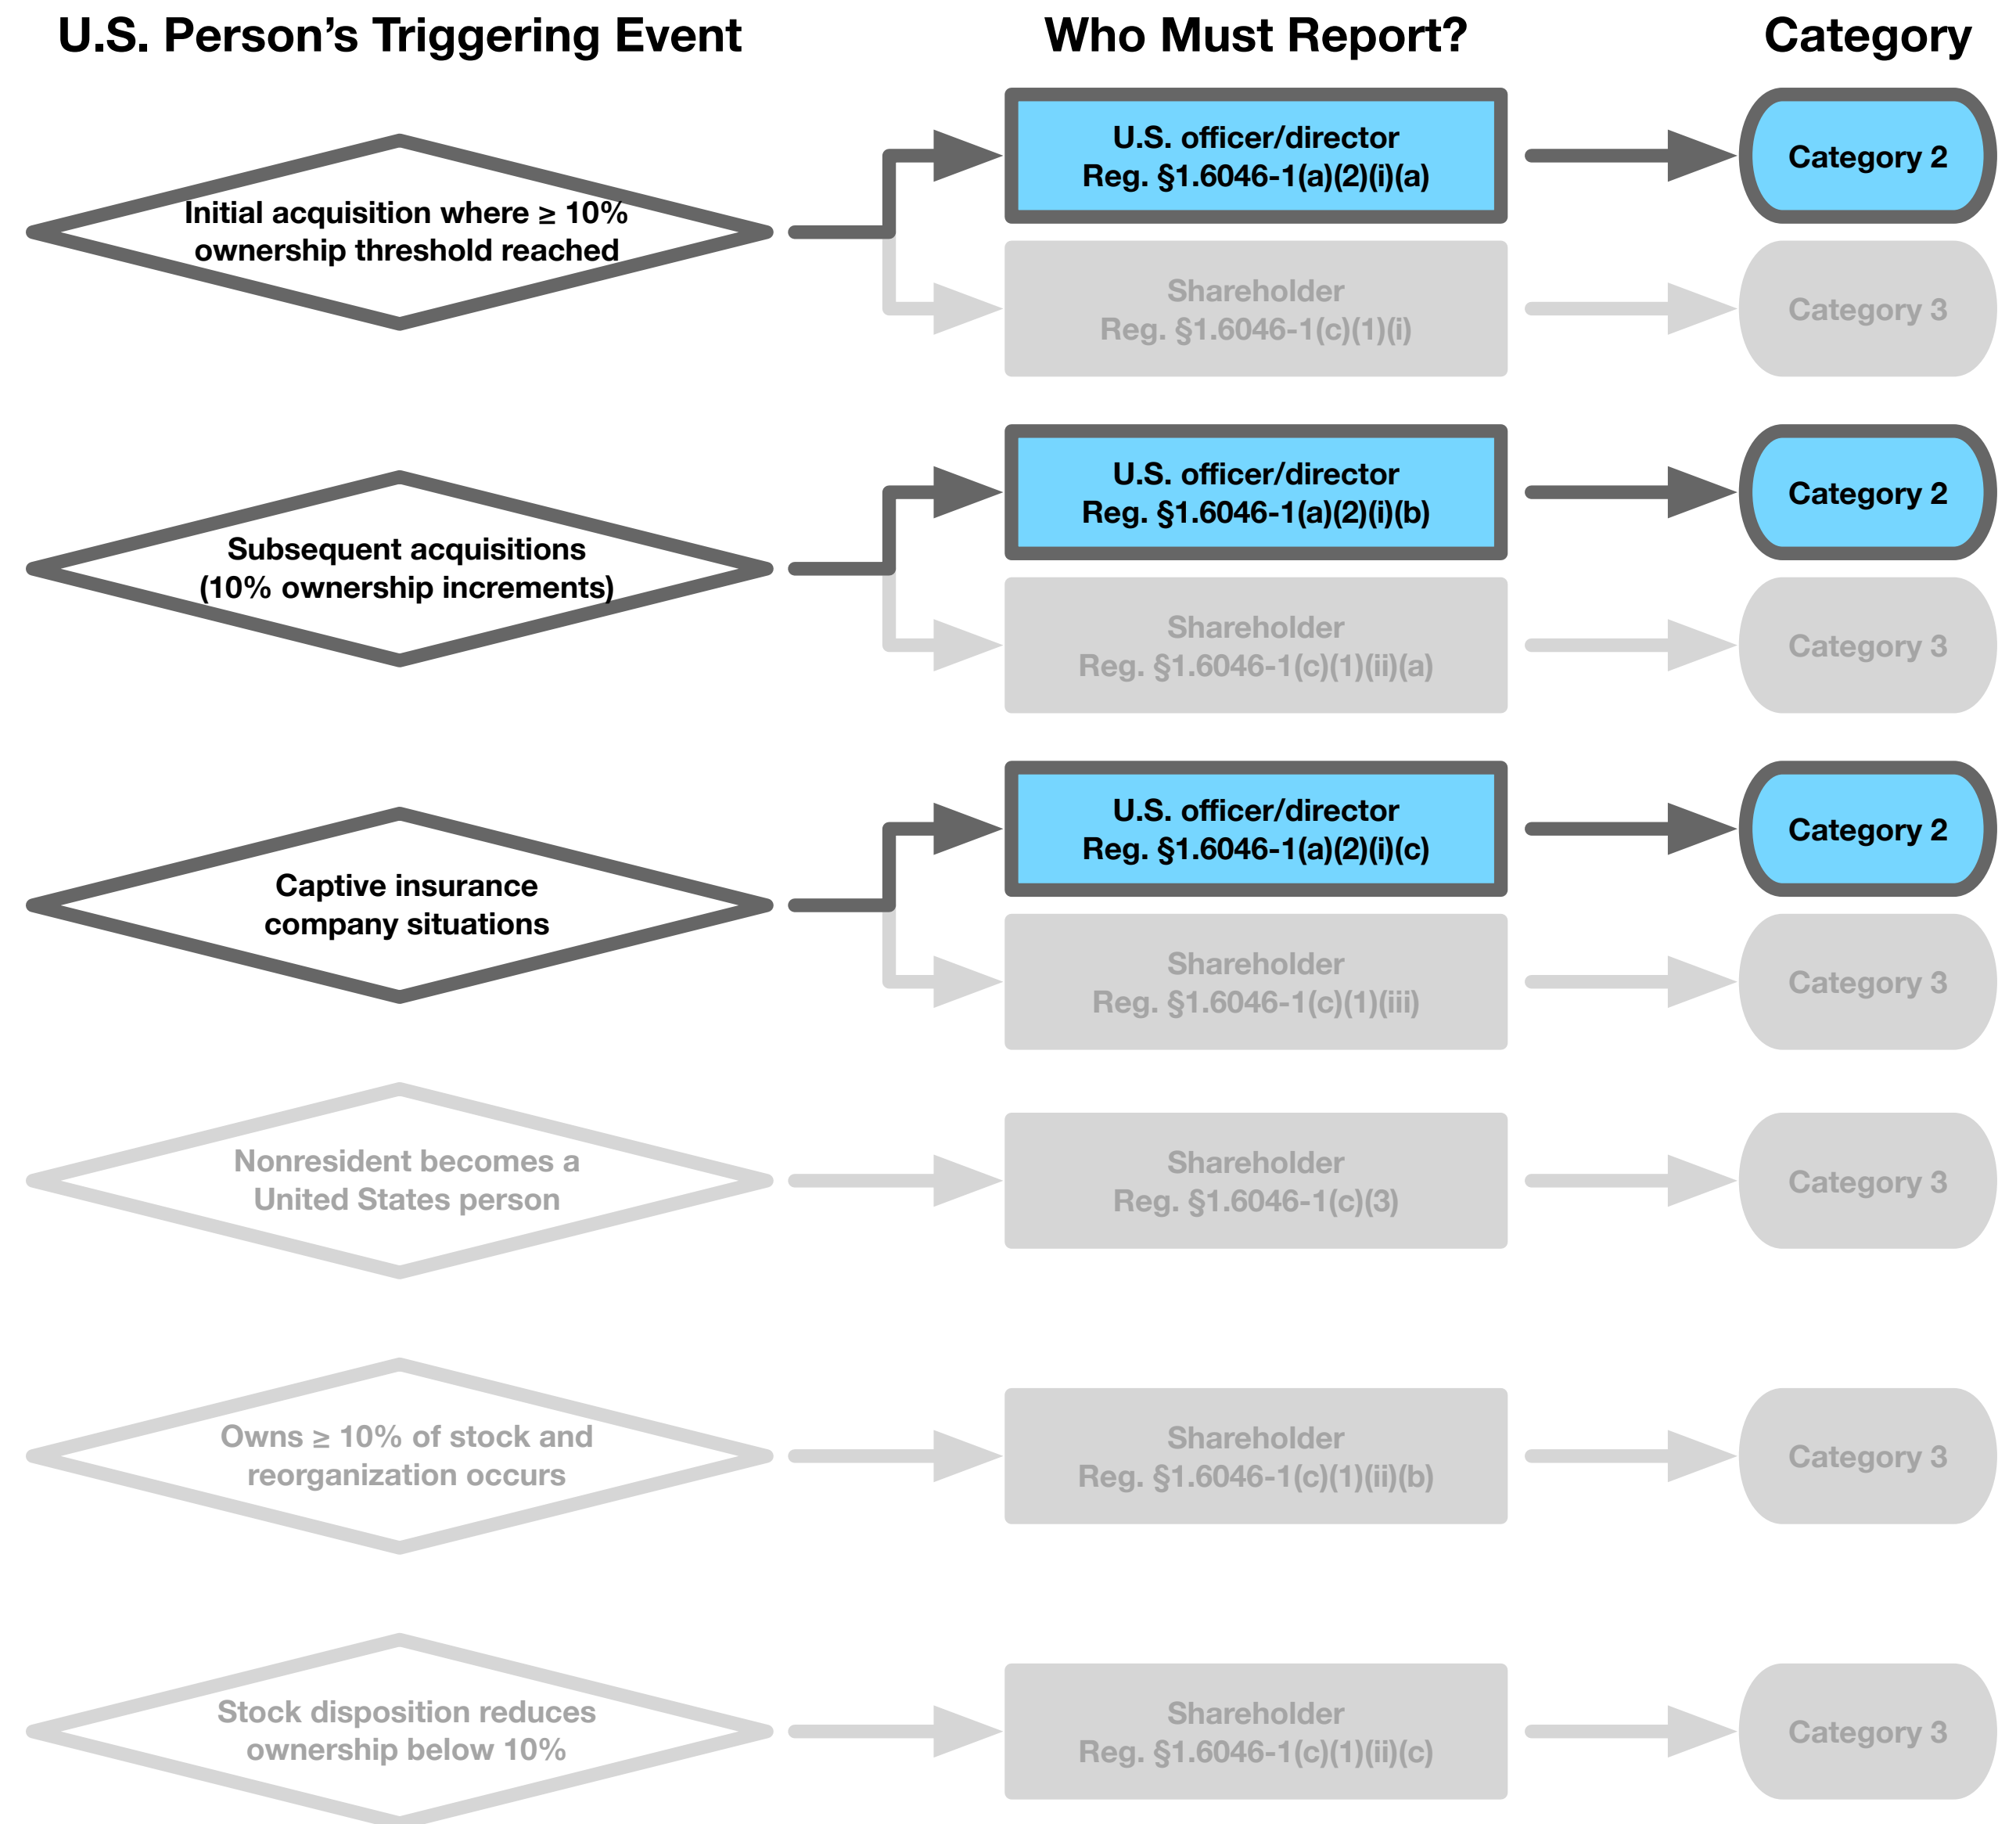 U.S. Person’s Triggering Event
Who Must Report?
Category
Initial acquisition where ≥ 10%
ownership threshold reached
U.S. officer/director
Reg. §1.6046-1(a)(2)(i)(a)
Category 2
Shareholder
Reg. §1.6046-1(c)(1)(i)
Category 3
Subsequent acquisitions
(10% ownership increments)
U.S. officer/director
Reg. §1.6046-1(a)(2)(i)(b)
Category 2
Shareholder
Reg. §1.6046-1(c)(1)(ii)(a)
Category 3
Captive insurance
company situations
U.S. officer/director
Reg. §1.6046-1(a)(2)(i)(c)
Category 2
Shareholder
Reg. §1.6046-1(c)(1)(iii)
Category 3
Nonresident becomes a
United States person
Shareholder
Reg. §1.6046-1(c)(3)
Category 3
Owns ≥ 10% of stock and
reorganization occurs
Shareholder
Reg. §1.6046-1(c)(1)(ii)(b)
Category 3
Stock disposition reduces
ownership below 10%
Shareholder
Reg. §1.6046-1(c)(1)(ii)(c)
Category 3